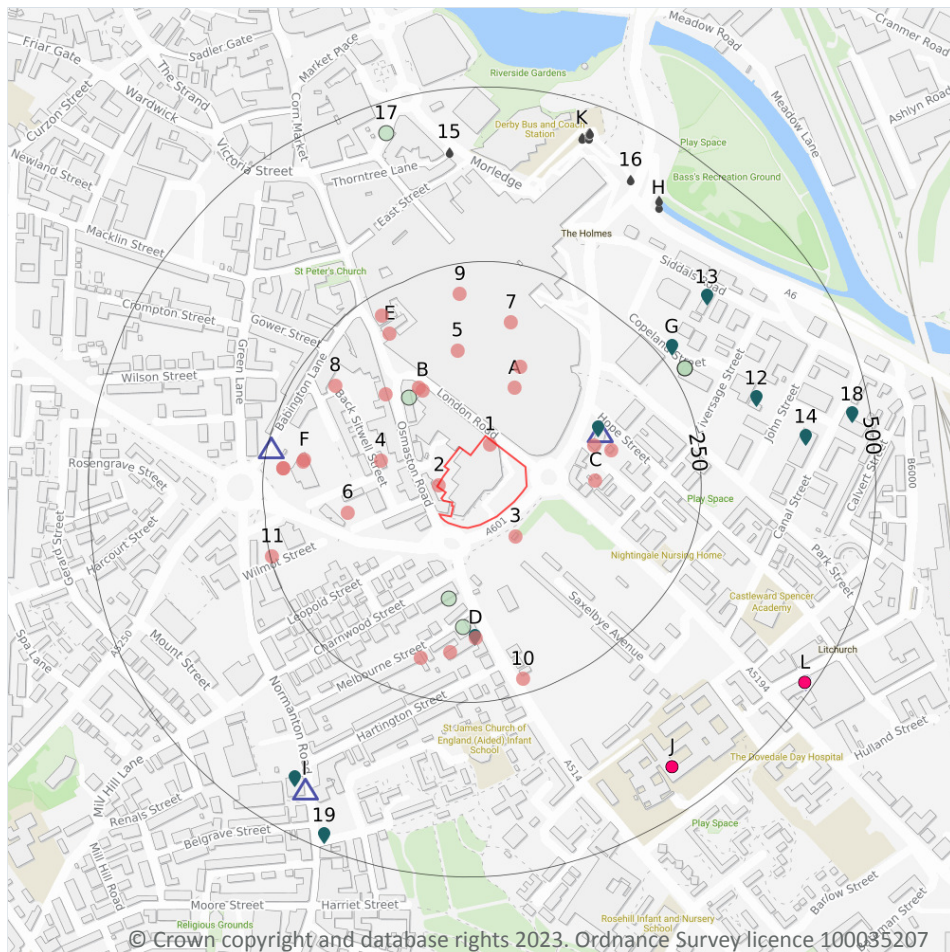 Friar Gate
Sadler Gate
Market Place
Riverside Gardens
Meadow Road
Cranmer Road
Curzon Street
Wardwick
The Strand
Corn Market
17
15
Derby Bus and Coach
Station
K
Meadow Lane
Ashlyn Road
Play Space
Victoria Street
Newland Street
Thorntree Lane
Morledge
16
Bass's Recreation Ground
East Street
H
Macklin Street
The Holmes
St Peter's Church
Siddals Road
9
13
A6
Crompton Street
Gower Street
E
7
Copeland Street
G
5
Green Lane
Babington Lane
Wilson Street
8
B
A
Liversage Street
12
18
500
Back Sitwell Street
London Road
John Street
14
Osmaston Road
1
Hope Street
250
F
4
C
Rosengrave Street
2
Calvert Street
B6000
6
Canal Street
Play Space
3
A601
Gerard Street
Harcourt Street
11
Wilmot Street
Nightingale Nursing Home
Park Street
Leopold Street
Castleward Spencer
Academy
Charnwood Street
Saxelbye Avenue
A5250
Mount Street
D
Spa Lane
Melbourne Street
10
Litchurch
L
A5194
Normanton Road
Hartington Street
St James Church of
England (Aided) Infant
School
J
Hulland Street
The Dovedale Day Hospital
A514
Mill Hill Lane
I
Renals Street
19
Play Space
Belgrave Street
Mill Hill Road
Barlow Street
Moore Street
Harriet Street
Religious Grounds
Rosehill Infant and Nursery
School
© Crown copyright and database rights 2023. Ordnance Survey licence 100035207